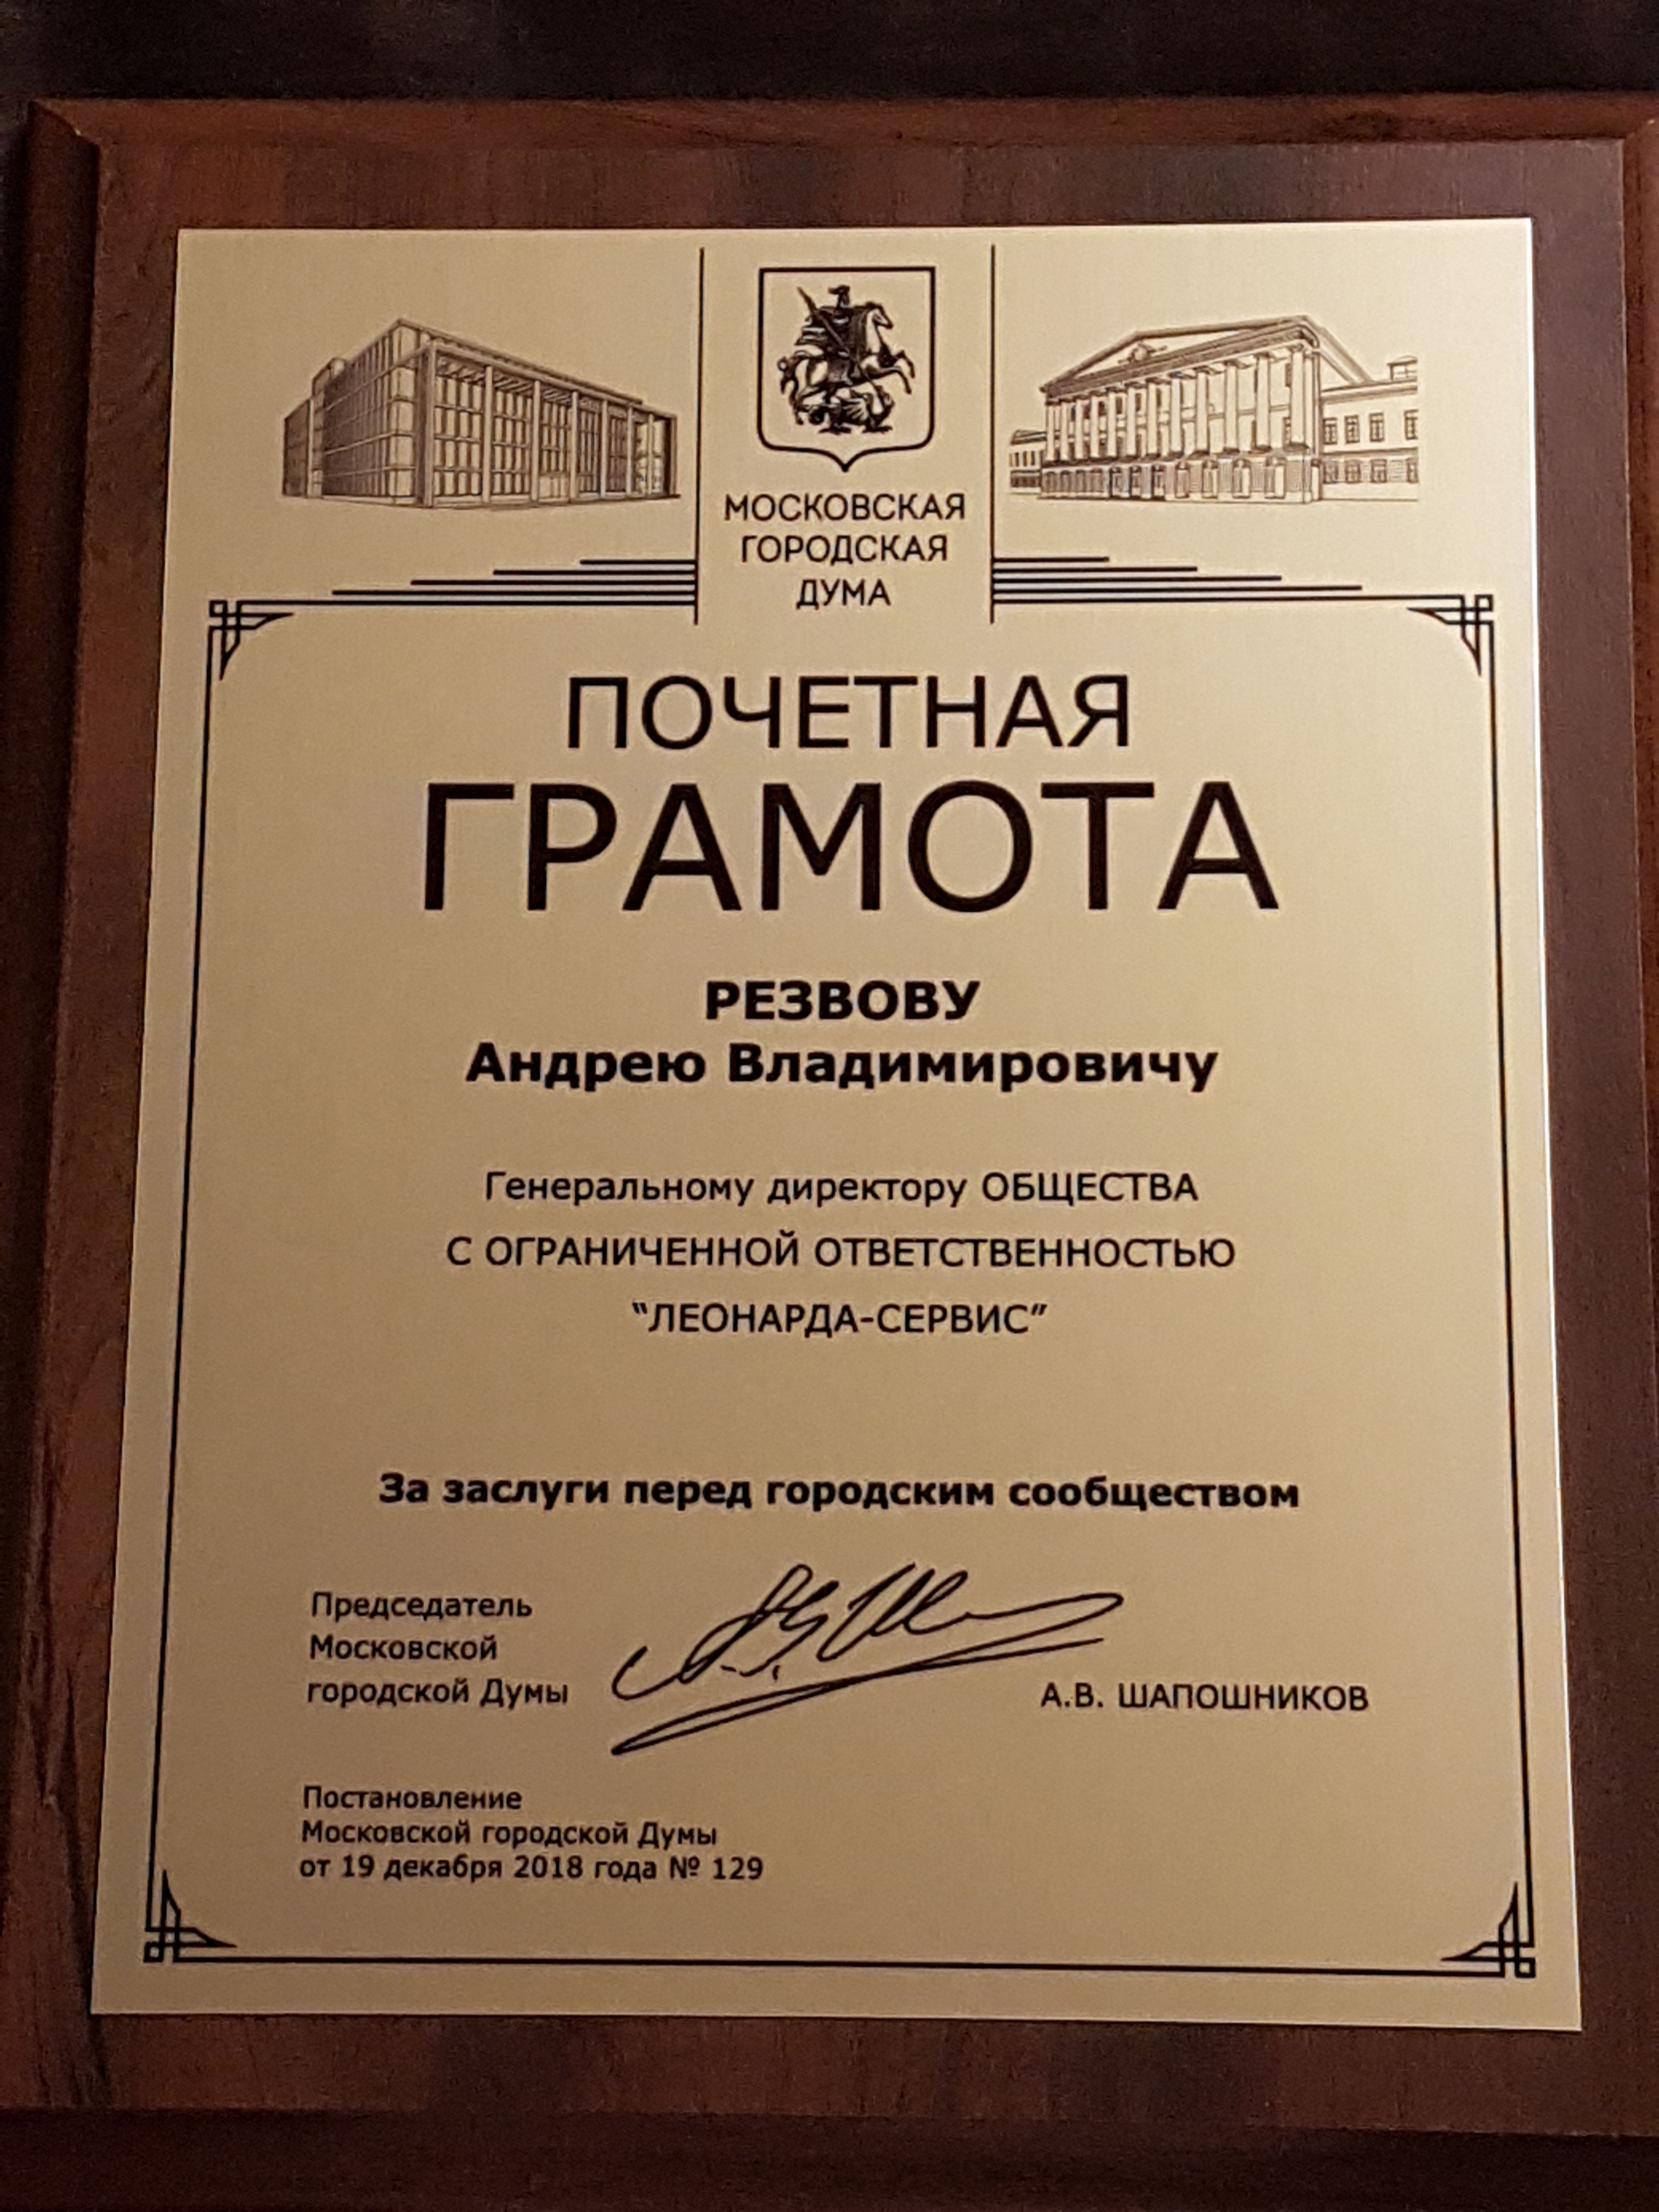 МОСКОВСКАЯ
ГОРОДСКАЯ
ДУМА
ПОЧЕТНАЯ
ГРАМОТА
РЕЗВОВУ
Андрею Владимировичу
Генеральному директору ОБЩЕСТВА
С ОГРАНИЧЕННОЙ ОТВЕТСТВЕННОСТЬЮ
“ЛЕОНАРДА-СЕРВИС”
За заслуги перед городским сообществом
Председатель
Московской
городской Думы
А.В. ШАПОШНИКОВ
Постановление
Московской городской Думы
от 19 декабря 2018 года № 129